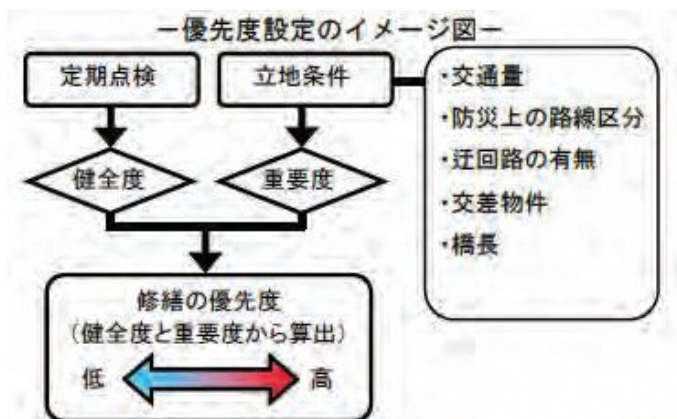 －優先度設定のイメージ図－
定期点検
立地条件
・交通量
・防災上の路線区分
・迂回路の有無
・交差物件
・橋長
健全度
重要度
修繕の優先度
（健全度と重要度から算出）
低
高